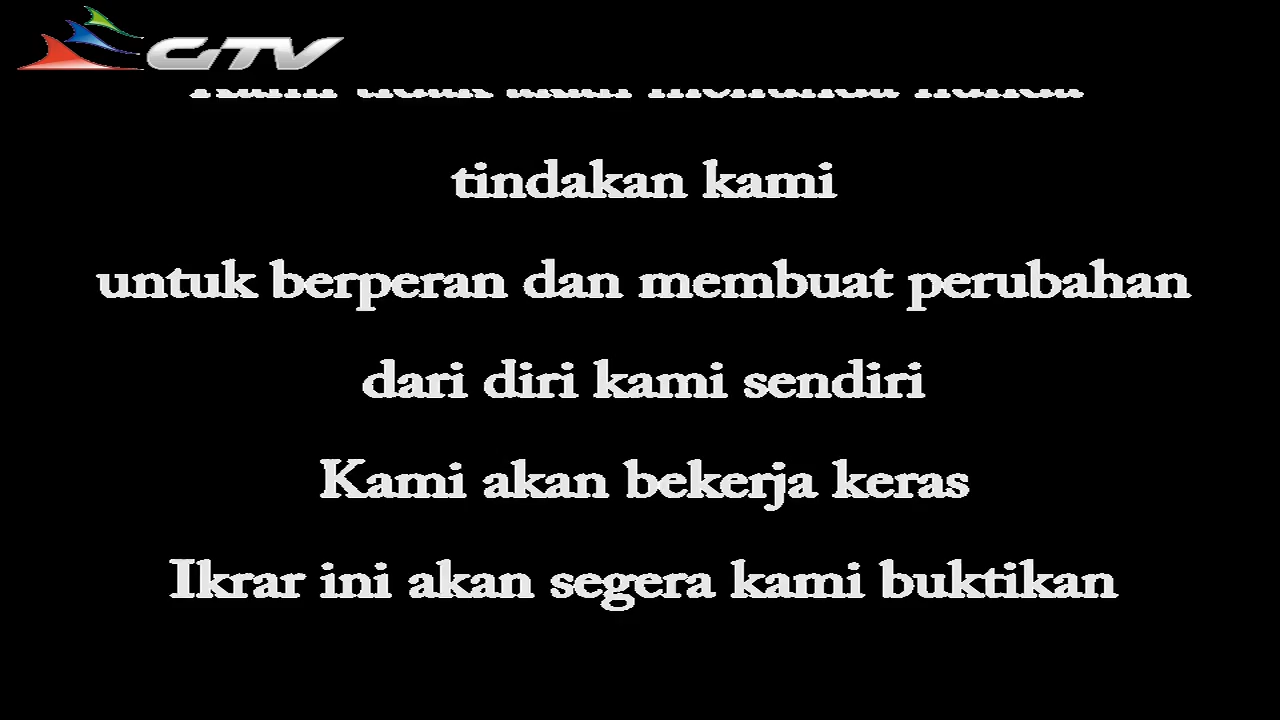 GTV
tindakan kami
untuk berperan dan membuat perubahan
dari diri kami sendiri
Kami akan bekerja keras
Ikrar ini akan segera kami buktikan